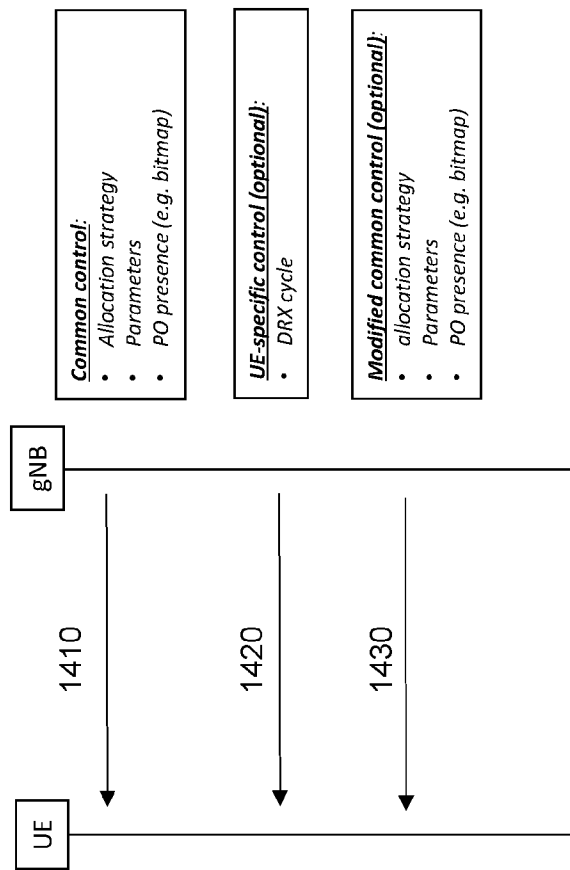 UE
gNB
1410
Common control:
• Allocation strategy
• Parameters
• PO presence (e.g. bitmap)
1420
UE-specific control (optional):
• DRX cycle
1430
Modified common control (optional):
• allocation strategy
• Parameters
• PO presence (e.g. bitmap)